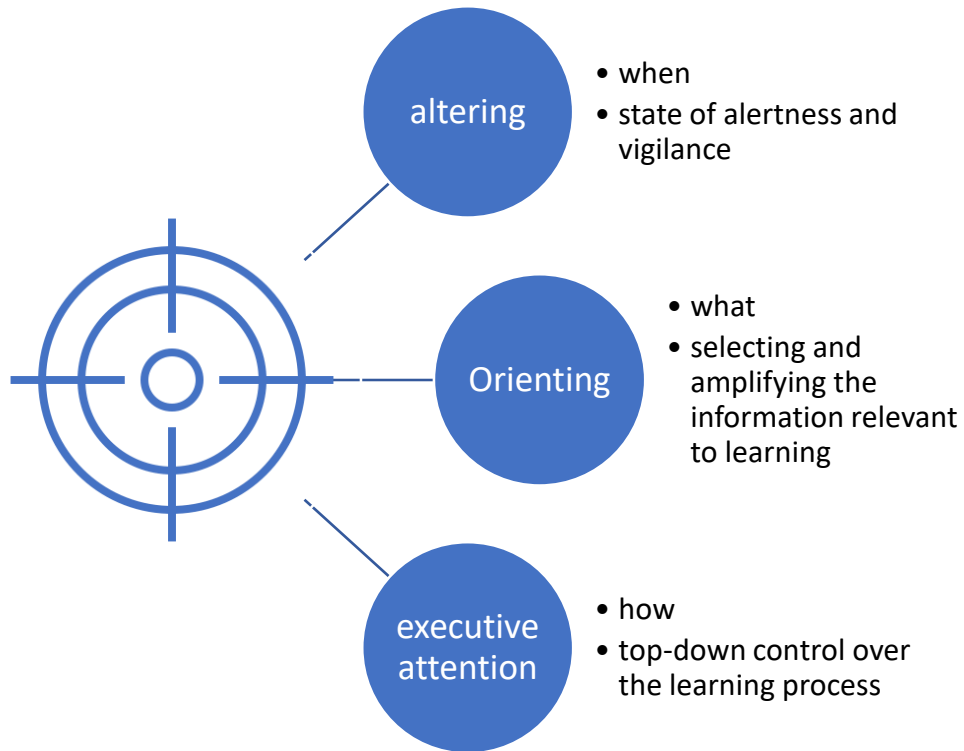 altering
• when
• state of alertness and
vigilance
Orienting
• what
• selecting and
amplifying the
information relevant
to learning
executive
attention
• how
• top-down control over
the learning process